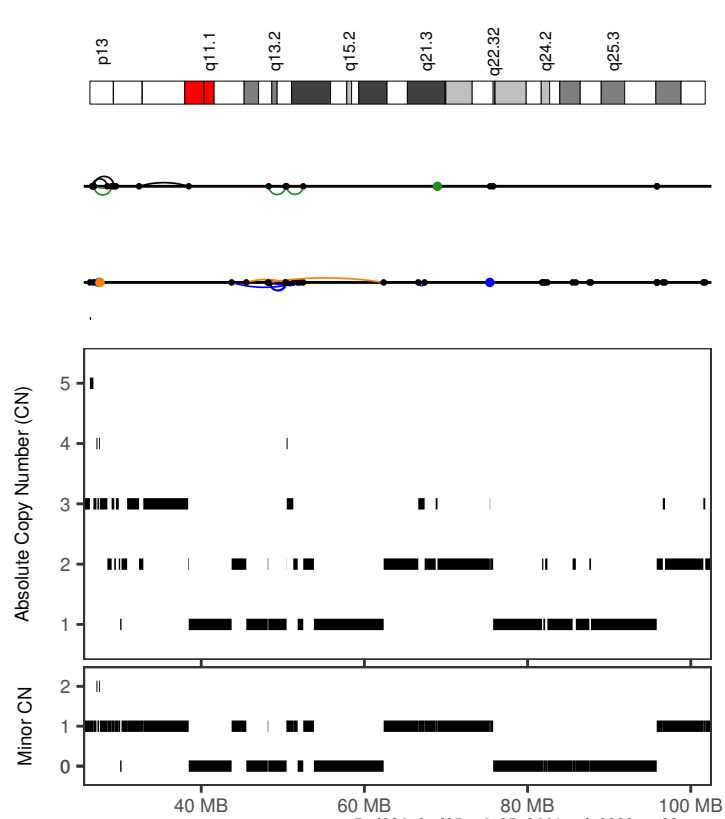 p13
q11.1
q13.2
q15.2
q21.3
q22.32
q24.2
q25.3
Absolute Copy Number (CN)
5
4
3
2
1
Minor CN
2
1
0
40 MB
60 MB
80 MB
100 MB